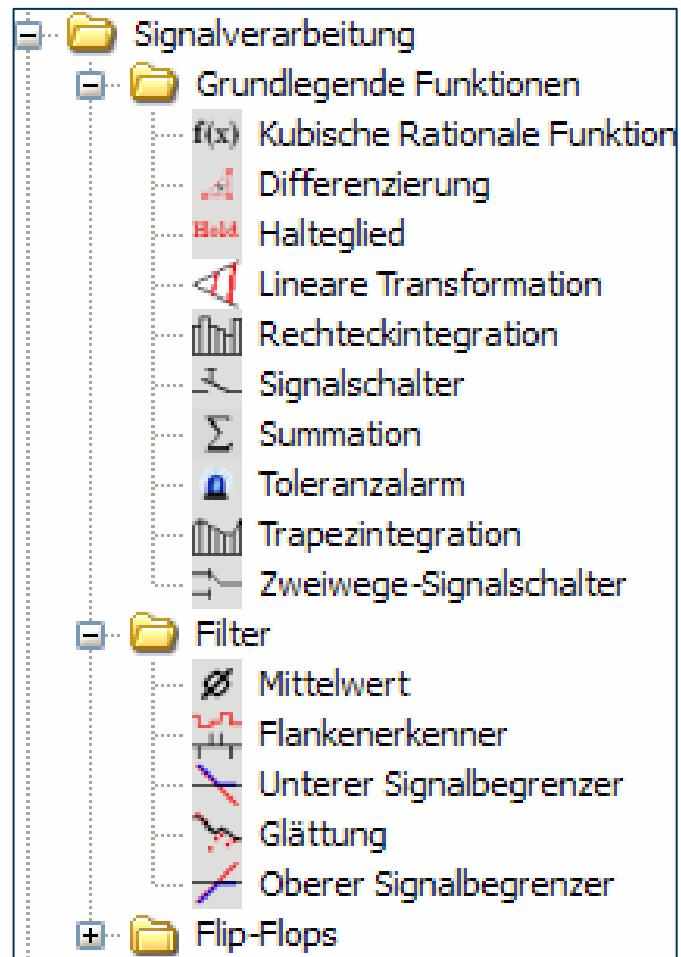 Signalverarbeitung
Grundlegende Funktionen
f(x) Kubische Rationale Funktion
Differenzierung
Hold Halteglied
Lineare Transformation
Rechteckintegration
Signalschalter
Σ Summation
Toleranzalarm
Trapezintegration
Zweiwege-Signalschalter
Filter
Ø Mittelwert
Flankenerkenner
Unterer Signalbegrenzer
Glättung
Oberer Signalbegrenzer
Flip-Flops